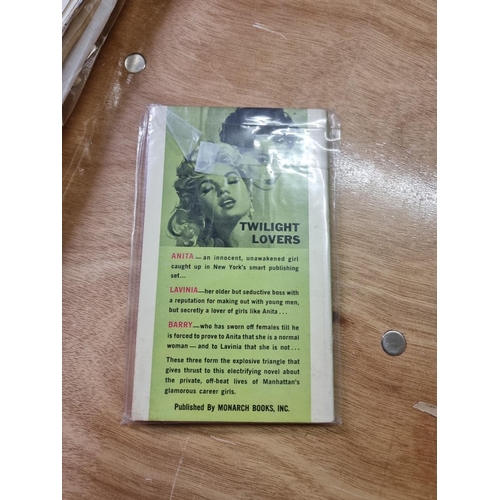 TWILIGHT
LOVERS
ANITA—an innocent, unawakened girl
caught up in New York's smart publishing
set...
LAVINIA—her older but seductive boss with
a reputation for making out with young men,
but secretly a lover of girls like Anita...
BARRY—who has sworn off females till he
is forced to prove to Anita that she is a normal
woman — and to Lavinia that she is not...
These three form the explosive triangle that
gives thrust to this electrifying novel about
the private, off-beat lives of Manhattan's
glamorous career girls.
Published By MONARCH BOOKS, INC.